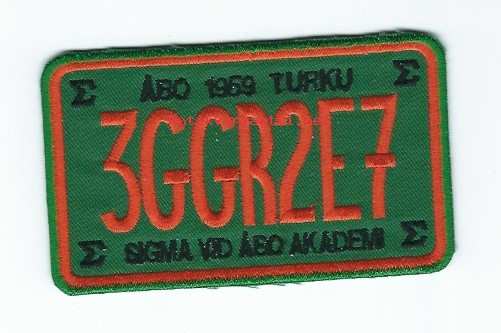 Σ ÅBO 1959 TURKU Σ
3GGR2E7
Σ SIGMA VID ÅBO AKADEMI Σ